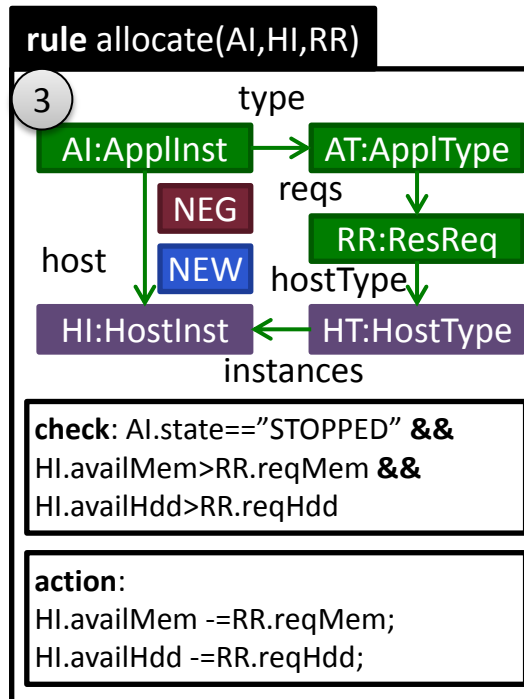 rule allocate(AI,HI,RR)
3
type
AI:ApplInst
AT:ApplType
NEG
reqs
RR:ResReq
host
NEW
hostType
HI:HostInst
HT:HostType
instances
check: AI.state=="STOPPED" &&
HI.availMem>RR.reqMem &&
HI.availHdd>RR.reqHdd
action:
HI.availMem -=RR.reqMem;
HI.availHdd -=RR.reqHdd;